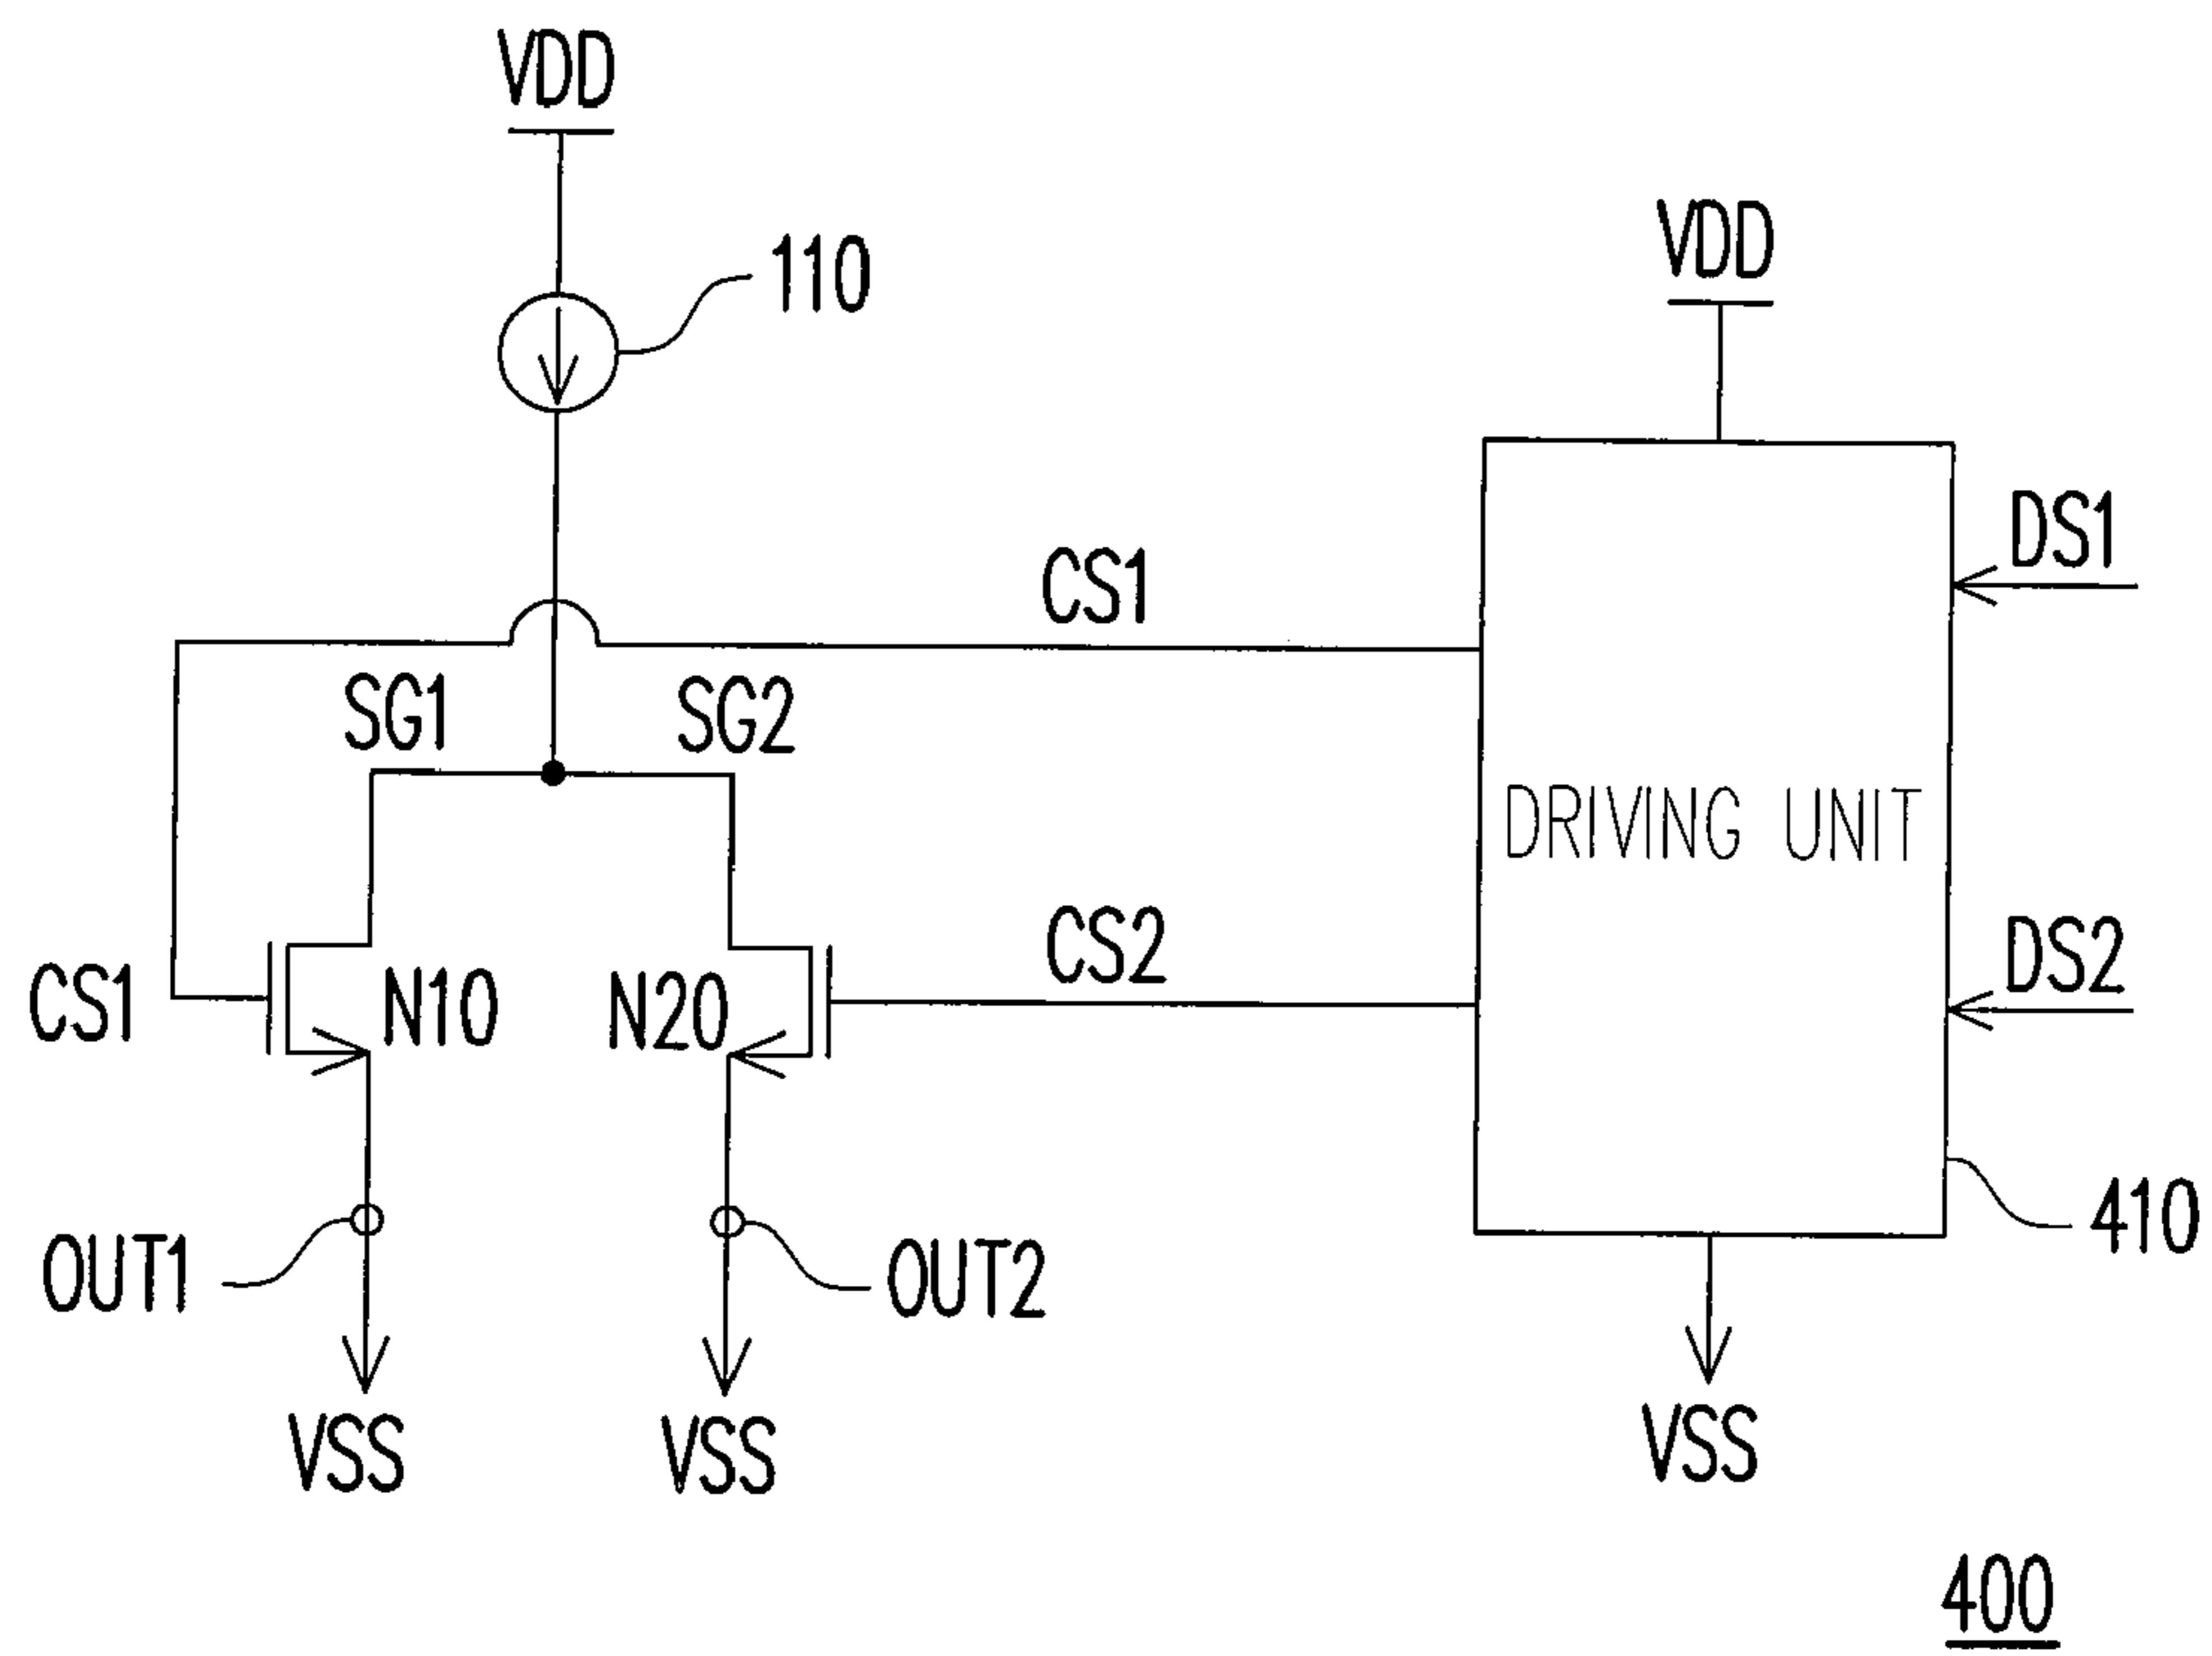 VDD
110
VDD
DS1
CS1
SG1
SG2
DRIVING UNIT
CS2
DS2
CS1
N10
N20
410
OUT1
OUT2
VSS
VSS
VSS
400